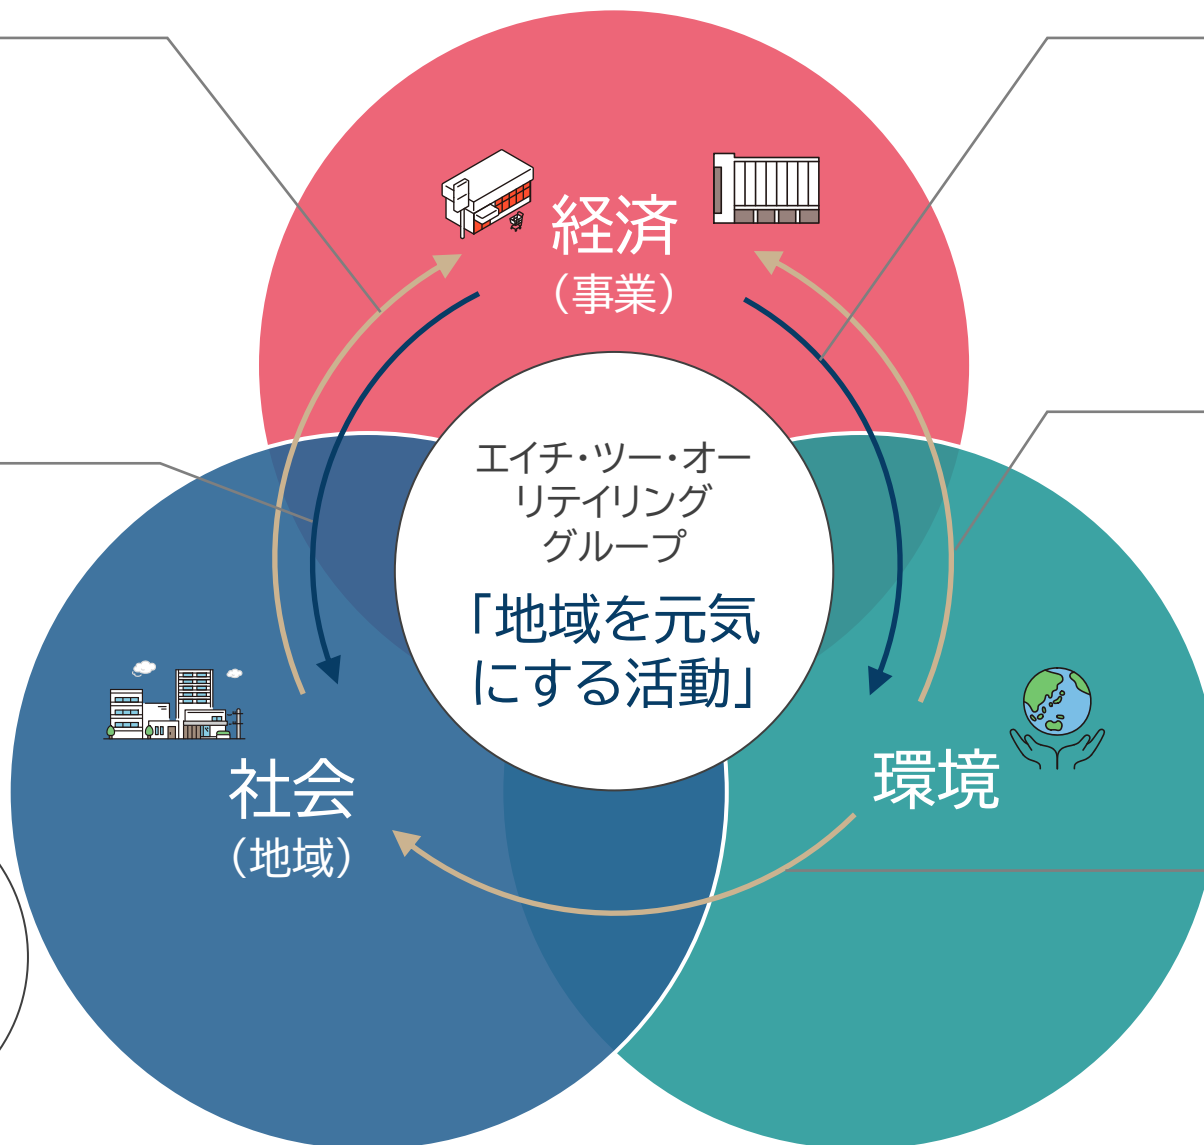 経済
（事業）
エイチ・ツー・オー
リテイリング
グループ
「地域を元気
にする活動」
社会
（地域）
環境